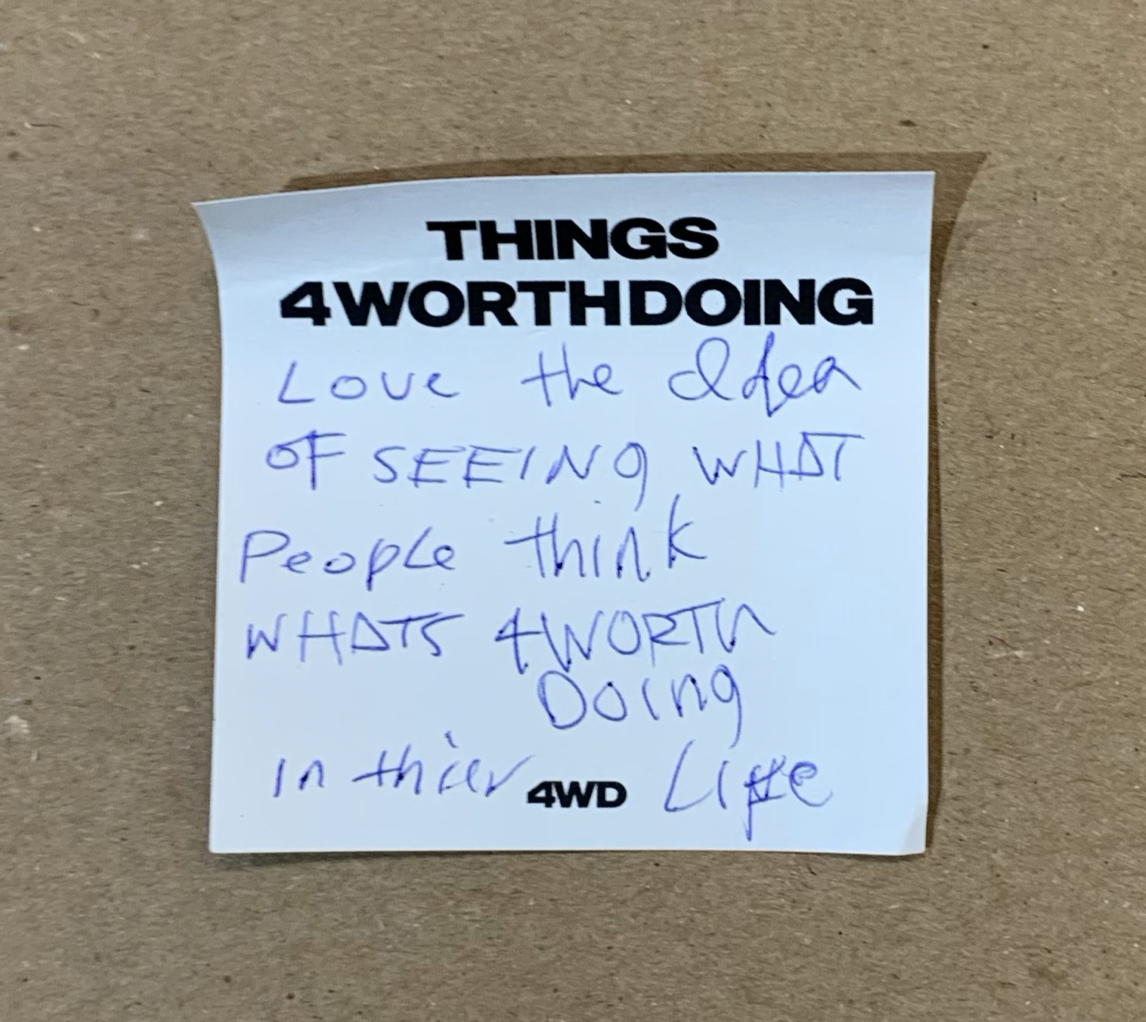 THINGS
4WORTHDOING
Love the Idea
OF SEEING WHAT
People think
WHATS 4WORTH
Doing
in thier 4WD Life